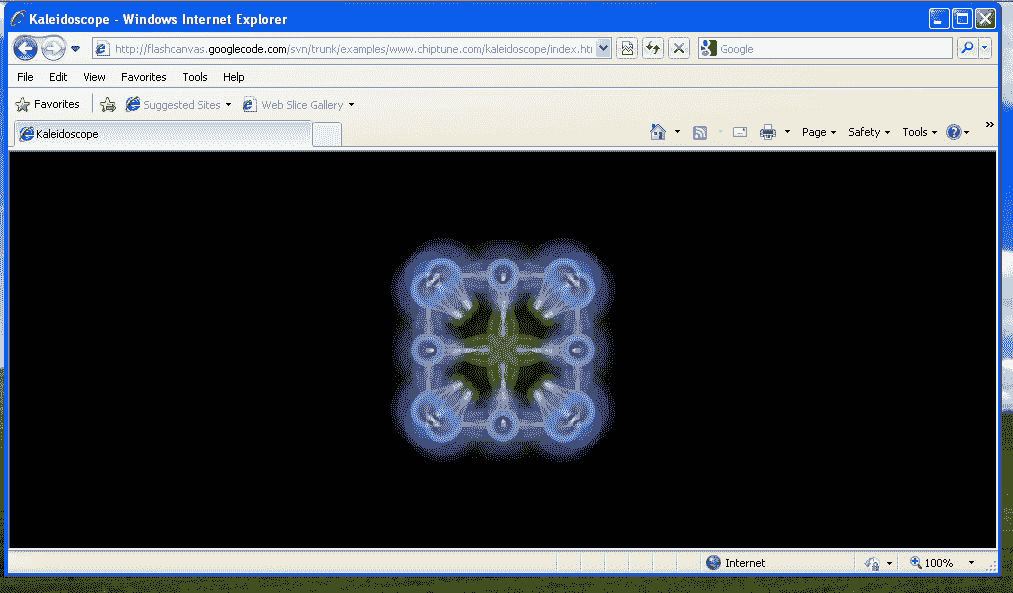 Kaleidoscope - Windows Internet Explorer
http://flashcanvas.googlecode.com/svn/trunk/examples/www.chiptune.com/kaleidoscope/index.ht
Google
File Edit View Favorites Tools Help
Favorites Suggested Sites Web Slice Gallery
Kaleidoscope
Page Safety Tools
Internet 100%